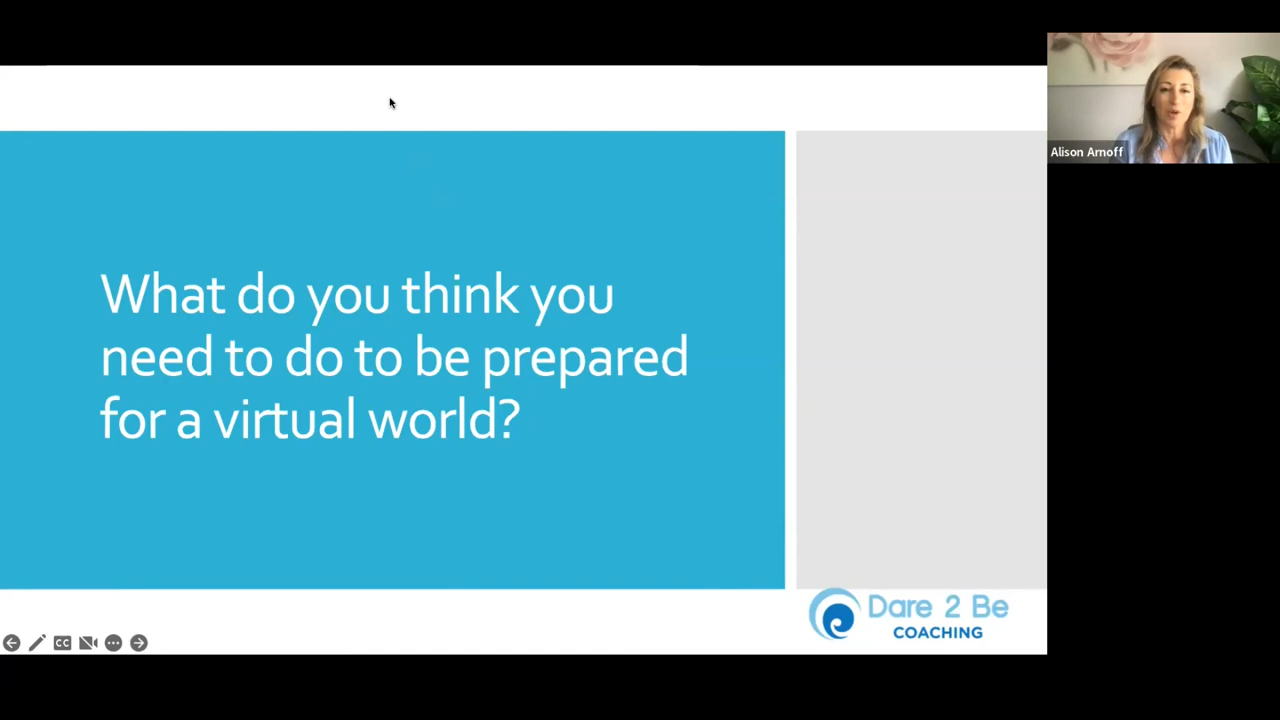 Alison Arnoff
What do you think you
need to do to be prepared
for a virtual world?
Dare 2 Be
COACHING
CC